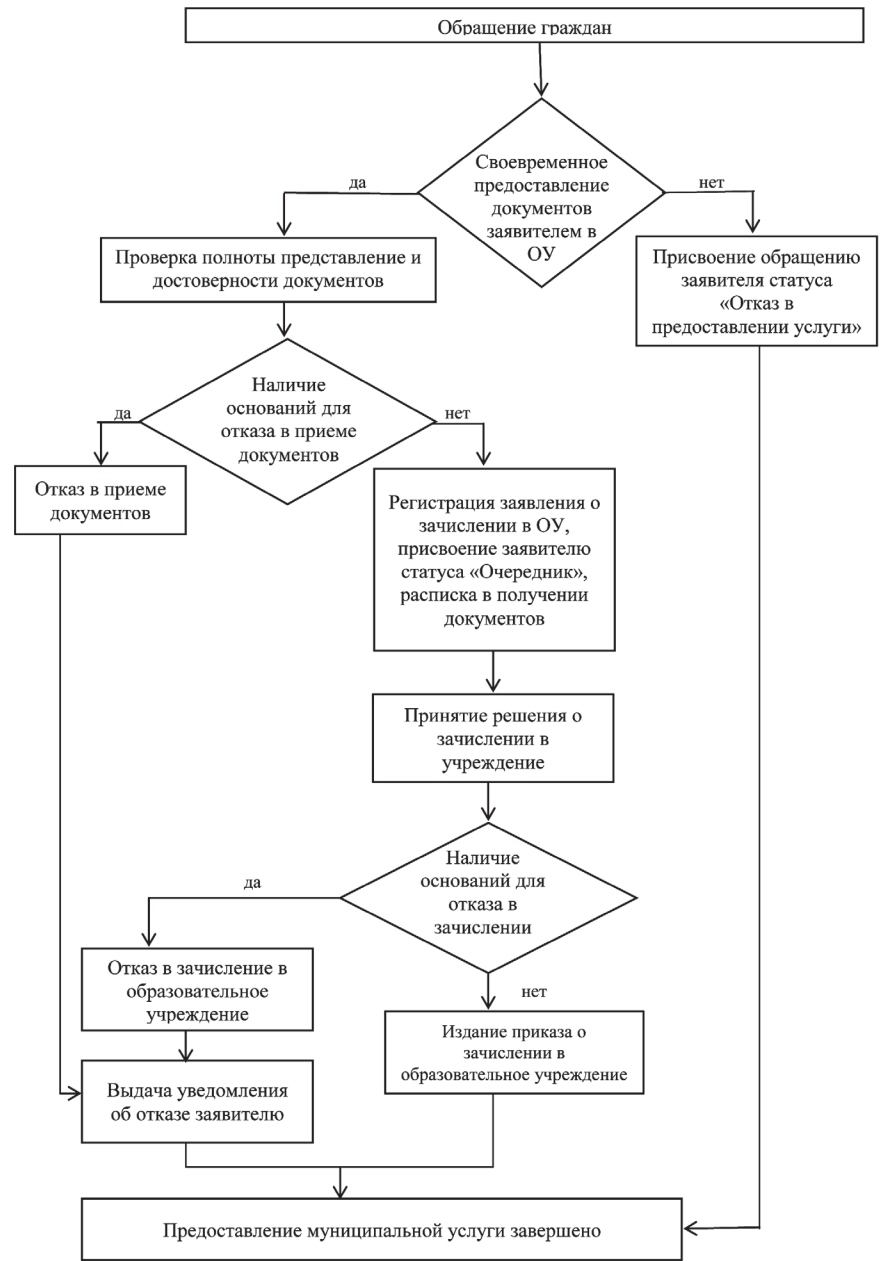 Обращение граждан
Своевременное
предоставление
документов
заявителем в
ОУ
да
нет
Проверка полноты представление и
достоверности документов
Присвоение обращению
заявителя статуса
«Отказ в
предоставлении услуги»
Наличие
оснований для
отказа в приеме
документов
да
нет
Отказ в приеме
документов
Регистрация заявления о
зачислении в ОУ,
присвоение заявителю
статуса «Очередник»,
расписка в получении
документов
Принятие решения о
зачислении в
учреждение
Наличие
оснований для
отказа в
зачислении
да
Отказ в зачисление в
образовательное
учреждение
нет
Издание приказа о
зачислении в
образовательное учреждение
Выдача уведомления
об отказе заявителю
Предоставление муниципальной услуги завершено